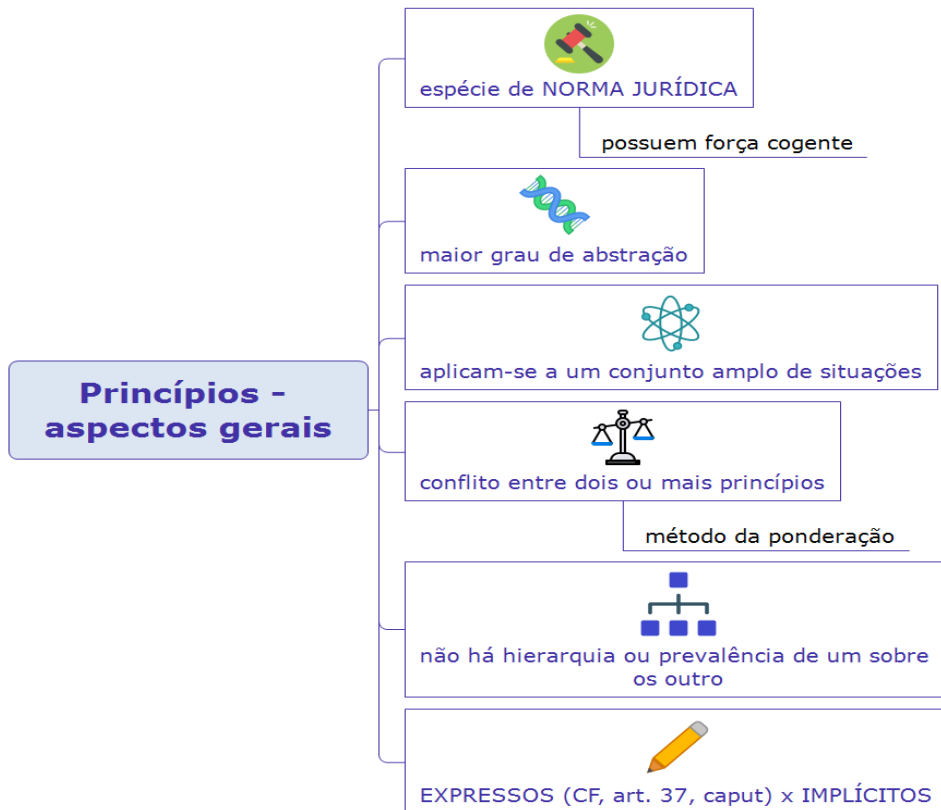 espécie de NORMA JURÍDICA
possuem força cogente
maior grau de abstração
aplicam-se a um conjunto amplo de situações
Princípios -
aspectos gerais
conflito entre dois ou mais princípios
método da ponderação
não há hierarquia ou prevalência de um sobre
os outro
EXPRESSOS (CF, art. 37, caput) x IMPLÍCITOS